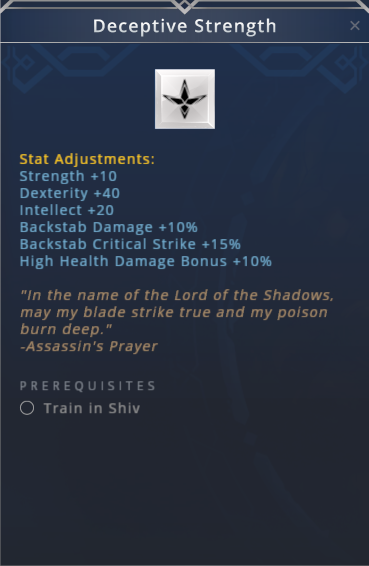 Deceptive Strength
Stat Adjustments:
Strength +10
Dexterity +40
Intellect +20
Backstab Damage +10%
Backstab Critical Strike +15%
High Health Damage Bonus +10%
"In the name of the Lord of the Shadows,
may my blade strike true and my poison
burn deep."
-Assassin's Prayer
PREREQUISITES
Train in Shiv